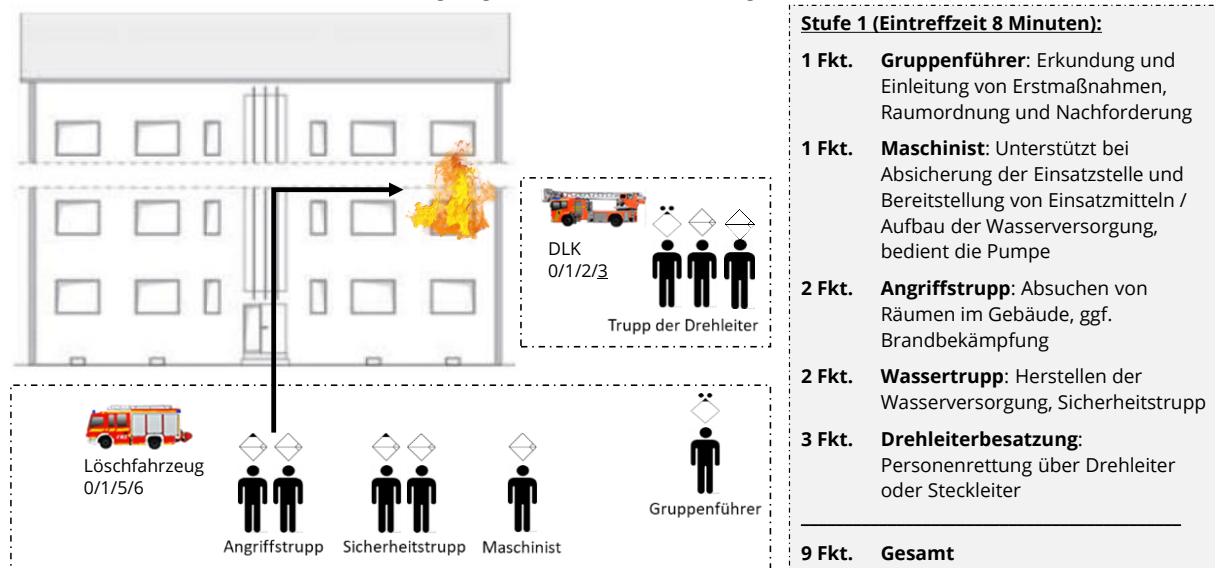 DLK
0/1/2/3
Trupp der Drehleiter
Löschfahrzeug
0/1/5/6
Angriffstrupp
Sicherheitstrupp
Maschinist
Gruppenführer
Stufe 1 (Eintreffzeit 8 Minuten):
1 Fkt. Gruppenführer: Erkundung und
Einleitung von Erstmaßnahmen,
Raumordnung und Nachforderung
1 Fkt. Maschinist: Unterstützt bei
Absicherung der Einsatzstelle und
Bereitstellung von Einsatzmitteln /
Aufbau der Wasserversorgung,
bedient die Pumpe
2 Fkt. Angriffstrupp: Absuchen von
Räumen im Gebäude, ggf.
Brandbekämpfung
2 Fkt. Wassertrupp: Herstellen der
Wasserversorgung, Sicherheitstrupp
3 Fkt. Drehleiterbesatzung:
Personenrettung über Drehleiter
oder Steckleiter
9 Fkt. Gesamt